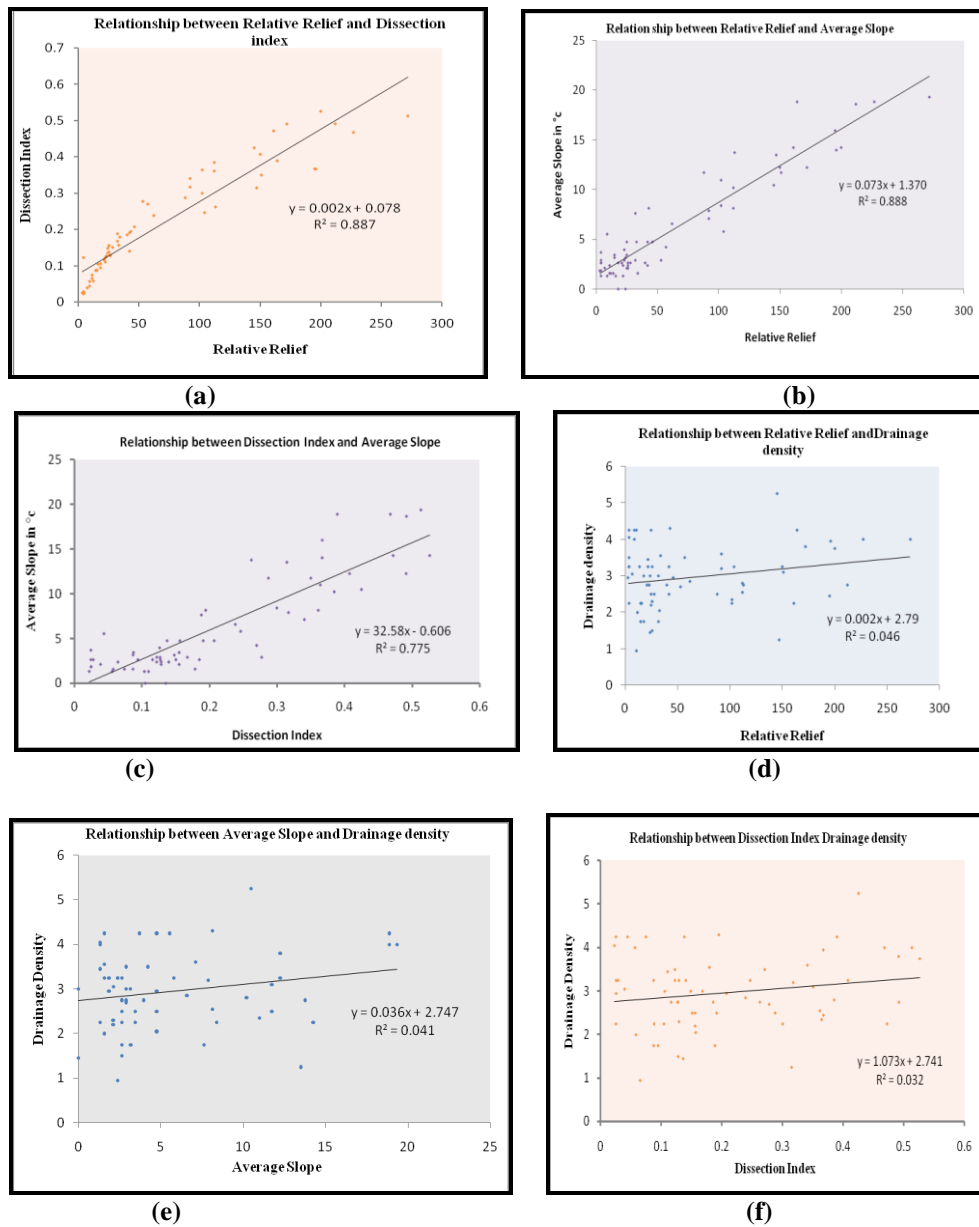 Relationship between Relative Relief and Dissection
index
0.7
0.6
0.5
0.4
0.3
0.2
0.1
0
Dissection Index
y = 0.002x + 0.078
R² = 0.887
0 50 100 150 200 250 300
Relative Relief
(a)
Relationship between Relative Relief and Average Slope
25
20
15
10
5
0
Average Slope in °c
y = 0.073x + 1.370
R² = 0.888
0 50 100 150 200 250 300
Relative Relief
(b)
Relationship between Dissection Index and Average Slope
25
20
15
10
5
0
Average Slope in °c
y = 32.58x - 0.606
R² = 0.775
0 0.1 0.2 0.3 0.4 0.5 0.6
Dissection Index
(c)
Relationship between Relative Relief andDrainage
density
6
5
4
3
2
1
0
Drainage density
y = 0.002x + 2.79
R² = 0.046
0 50 100 150 200 250 300
Relative Relief
(d)
Relationship between Average Slope and Drainage density
6
5
4
3
2
1
0
Drainage Density
y = 0.036x + 2.747
R² = 0.041
0 5 10 15 20 25
Average Slope
(e)
Relationship between Dissection Index Drainage density
6
5
4
3
2
1
0
Drainage Density
y = 1.073x + 2.741
R² = 0.032
0 0.1 0.2 0.3 0.4 0.5 0.6
Dissection Index
(f)